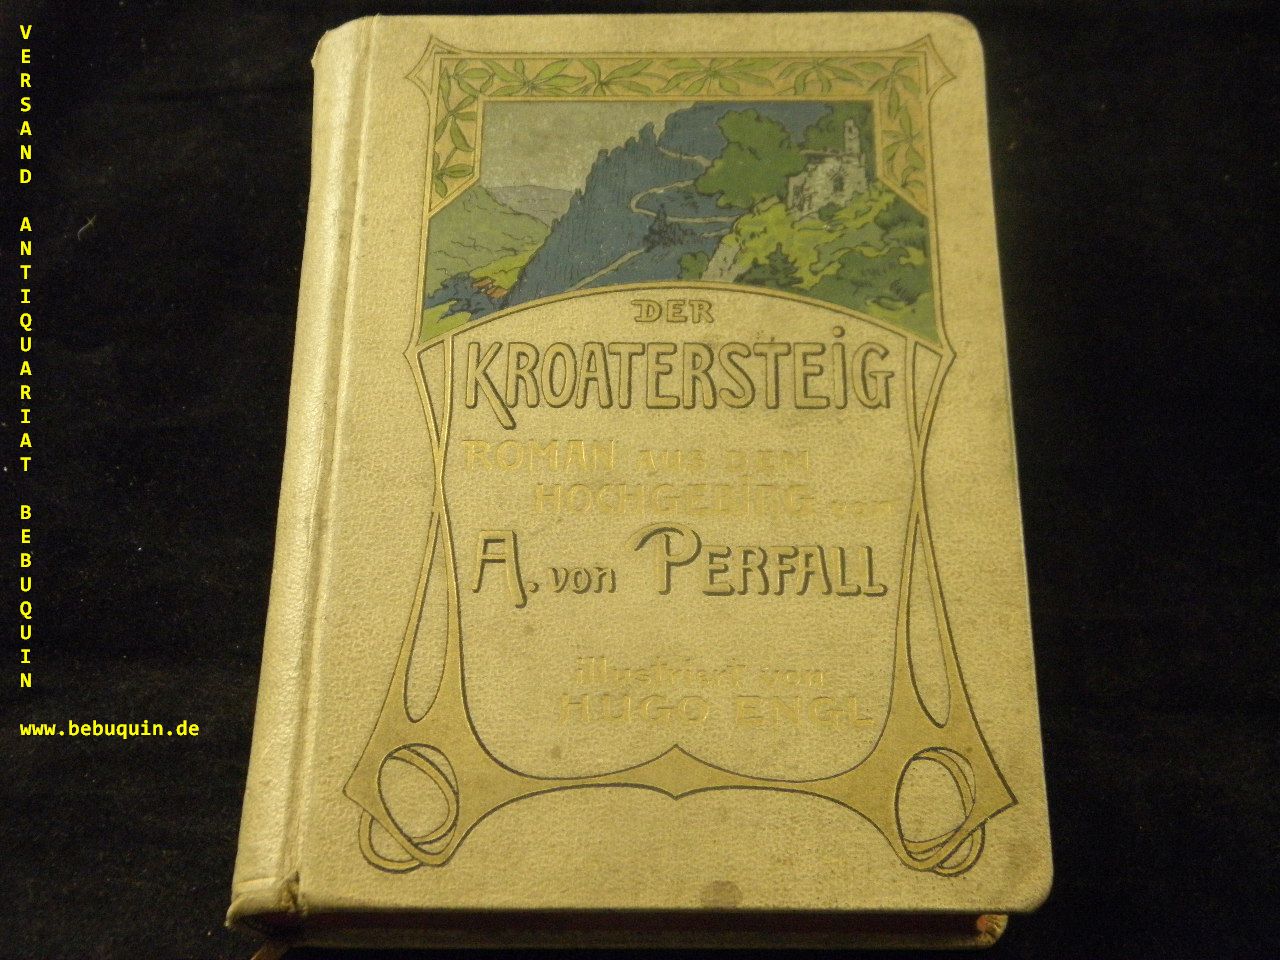 VERSAND ANTIQUARIAT BEBUQUIN
www.bebuquin.de
DER
KROATERSTEiG
ROMAN AUS DEM
HOCHGEBiRG von
A. von PERFALL
illustriert von
HUGO ENGL